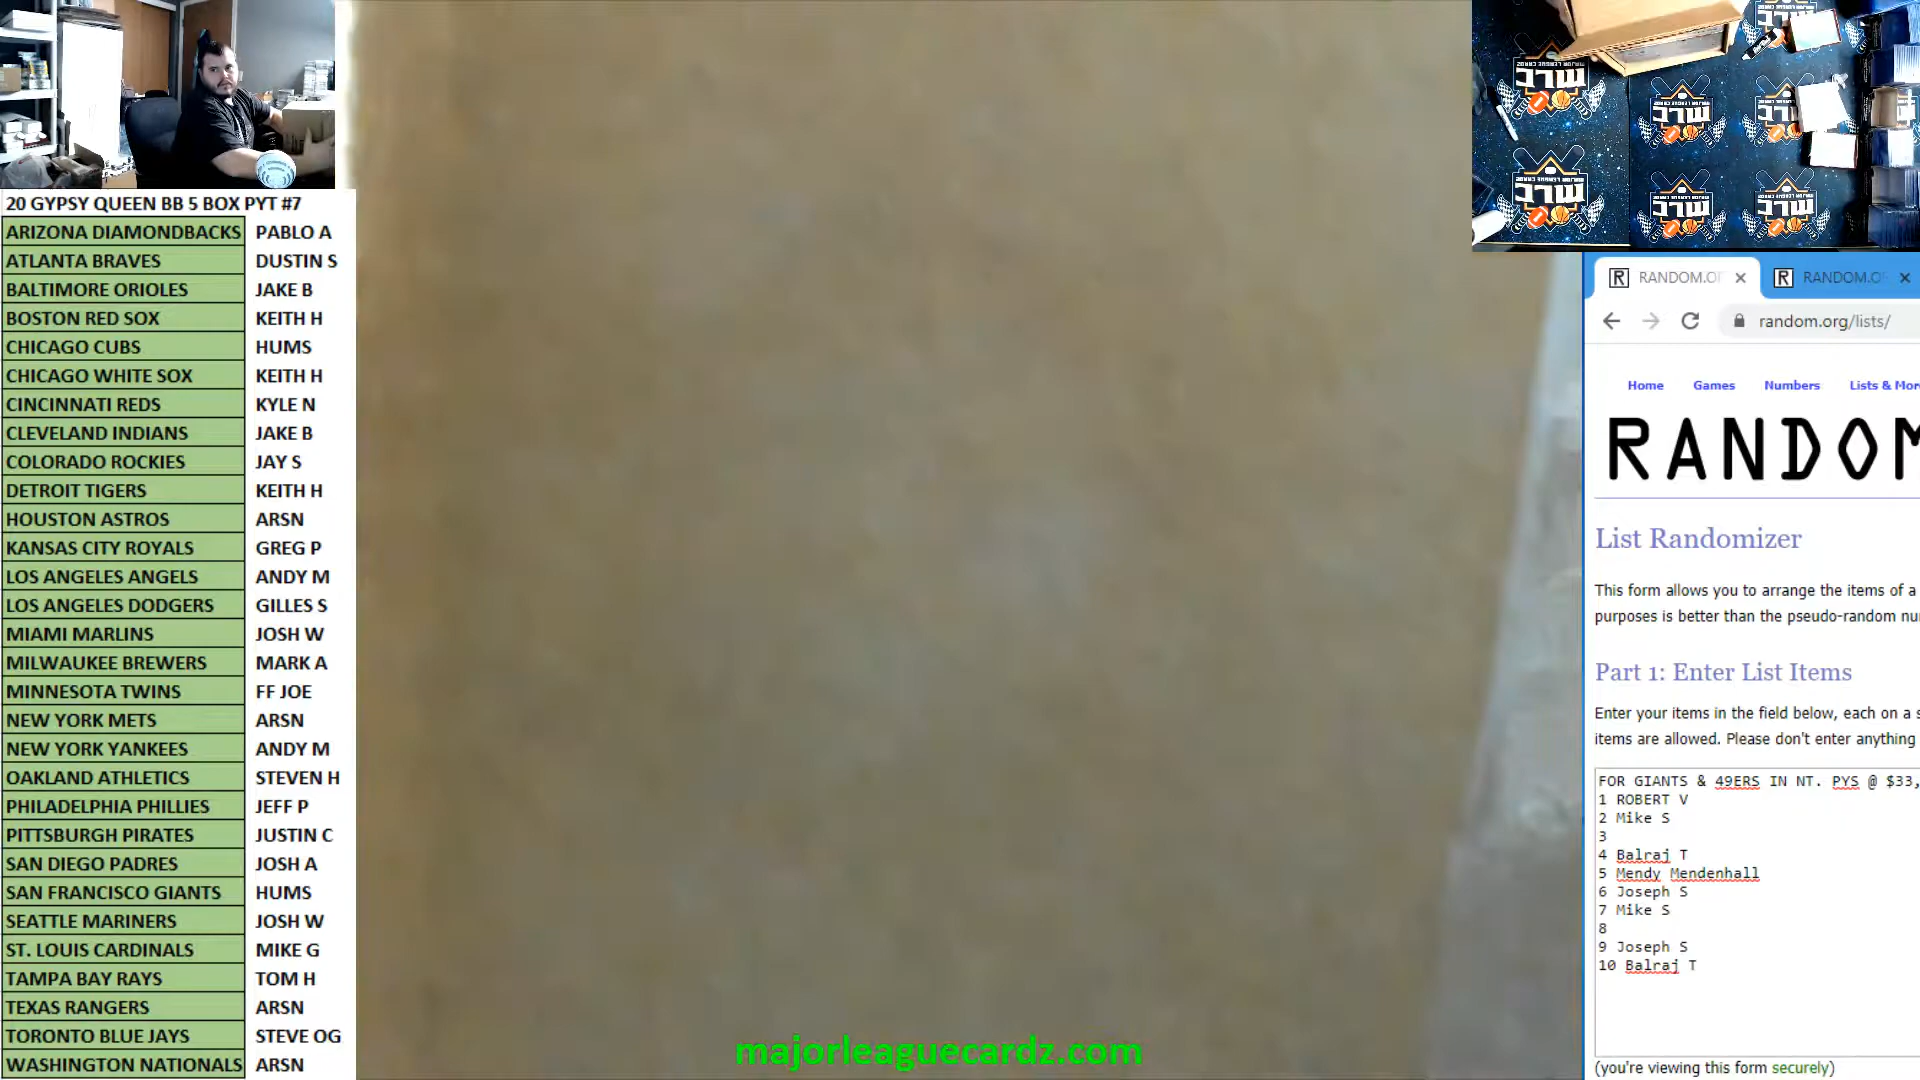 20 GYPSY QUEEN BB 5 BOX PYT #7
ARIZONA DIAMONDBACKS PABLO A
ATLANTA BRAVES DUSTIN S
BALTIMORE ORIOLES JAKE B
BOSTON RED SOX KEITH H
CHICAGO CUBS HUMS
CHICAGO WHITE SOX KEITH H
CINCINNATI REDS KYLE N
CLEVELAND INDIANS JAKE B
COLORADO ROCKIES JAY S
DETROIT TIGERS KEITH H
HOUSTON ASTROS ARSN
KANSAS CITY ROYALS GREG P
LOS ANGELES ANGELS ANDY M
LOS ANGELES DODGERS GILLES S
MIAMI MARLINS JOSH W
MILWAUKEE BREWERS MARK A
MINNESOTA TWINS FF JOE
NEW YORK METS ARSN
NEW YORK YANKEES ANDY M
OAKLAND ATHLETICS STEVEN H
PHILADELPHIA PHILLIES JEFF P
PITTSBURGH PIRATES JUSTIN C
SAN DIEGO PADRES JOSH A
SAN FRANCISCO GIANTS HUMS
SEATTLE MARINERS JOSH W
ST. LOUIS CARDINALS MIKE G
TAMPA BAY RAYS TOM H
TEXAS RANGERS ARSN
TORONTO BLUE JAYS STEVE OG
WASHINGTON NATIONALS ARSN
majorleaguecardz.com
RANDOM.O
RANDOM.O
random.org/lists/
Home Games Numbers Lists & Mor
RANDOM
List Randomizer
This form allows you to arrange the items of a
purposes is better than the pseudo-random nu
Part 1: Enter List Items
Enter your items in the field below, each on a s
items are allowed. Please don't enter anything
FOR GIANTS & 49ERS IN NT. PYS @ $33,
1 ROBERT V
2 Mike S
3
4 Balraj T
5 Mendy Mendenhall
6 Joseph S
7 Mike S
8
9 Joseph S
10 Balraj T
(you're viewing this form securely)